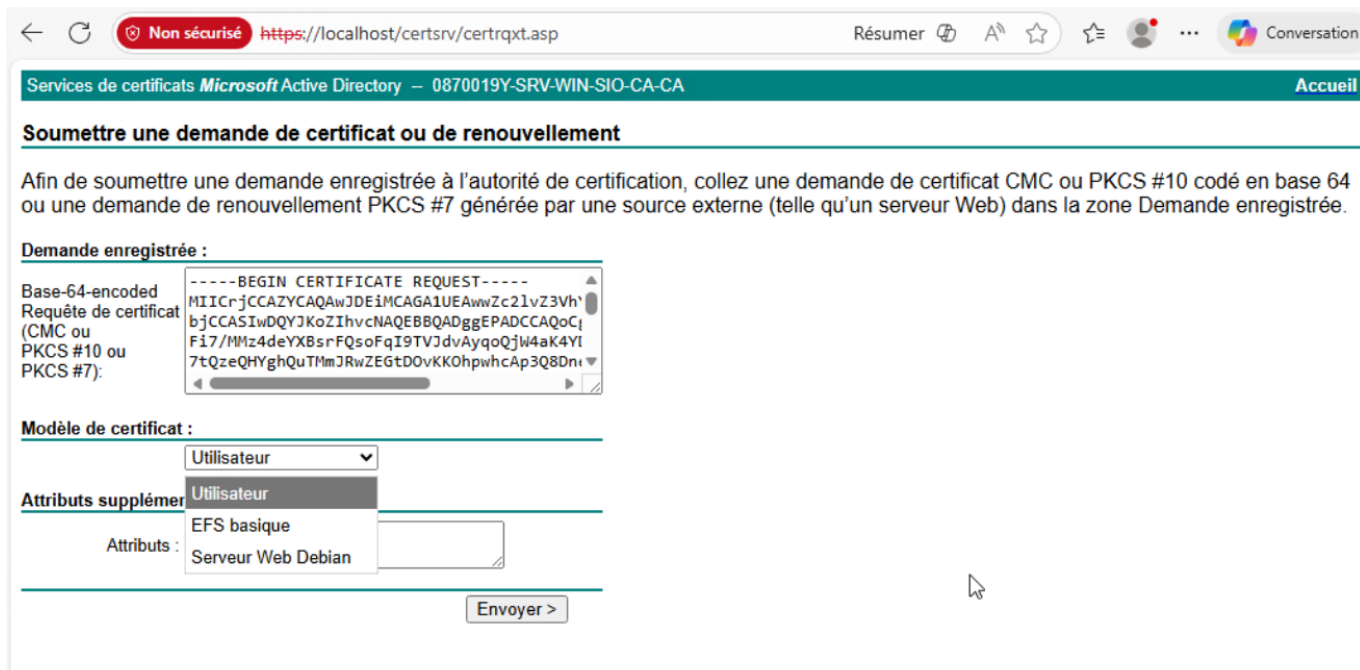 Non sécurisé https://localhost/certsrv/certrqxt.asp Résumer Conversation
Services de certificats Microsoft Active Directory -- 0870019Y-SRV-WIN-SIO-CA-CA Accueil
Soumettre une demande de certificat ou de renouvellement
Afin de soumettre une demande enregistrée à l'autorité de certification, collez une demande de certificat CMC ou PKCS #10 codé en base 64
ou une demande de renouvellement PKCS #7 générée par une source externe (telle qu'un serveur Web) dans la zone Demande enregistrée.
Demande enregistrée :
Base-64-encoded
Requête de certificat
(CMC ou
PKCS #10 ou
PKCS #7):
-----BEGIN CERTIFICATE REQUEST-----
MIICrjCCAZYCAQAwJDEiMCAGA1UEAwwZc2lvZ3Vh
bjCCASIwDQYJKoZIhvcNAQEBBQADggEPADCCAQoC
Fi7/MMz4deYXBsrFQsoFqI9TVJdvAyqoQjW4aK4Y
7tQzeQHYghQuTMmJRwZEGtDOvKKOhpwhcAp3Q8Dn
Modèle de certificat :
Utilisateur
Utilisateur
EFS basique
Serveur Web Debian
Attributs supplémer
Attributs :
Envoyer >